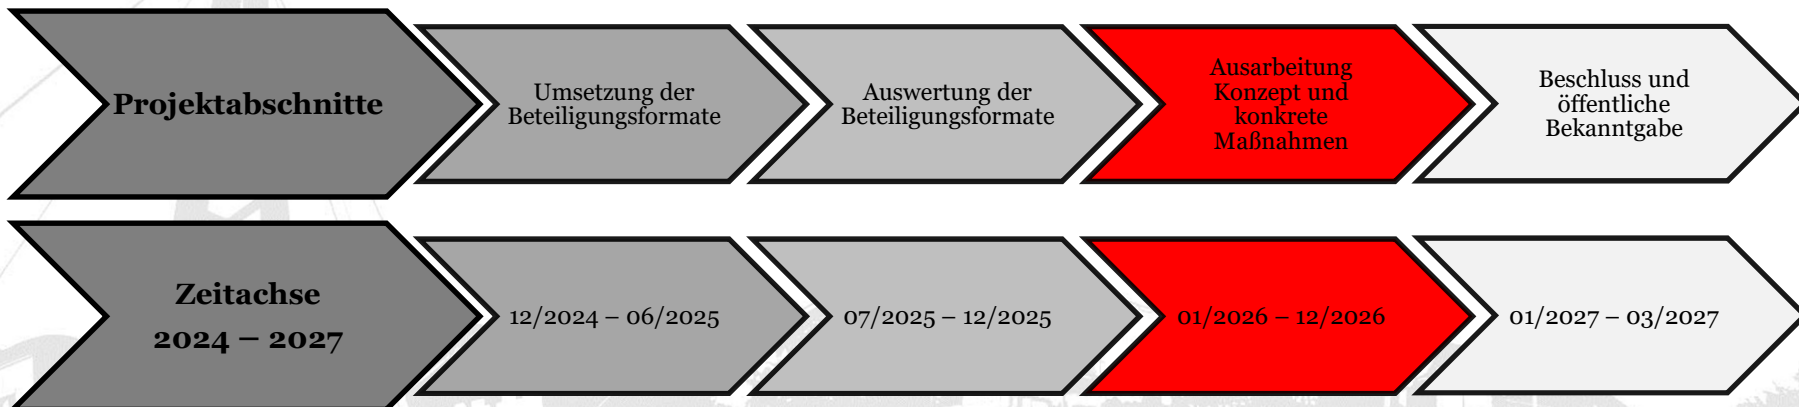 Projektabschnitte
Umsetzung der
Beteiligungsformate
Auswertung der
Beteiligungsformate
Ausarbeitung
Konzept und
konkrete
Maßnahmen
Beschluss und
öffentliche
Bekanntgabe
Zeitachse
2024 – 2027
12/2024 – 06/2025
07/2025 – 12/2025
01/2026 – 12/2026
01/2027 – 03/2027